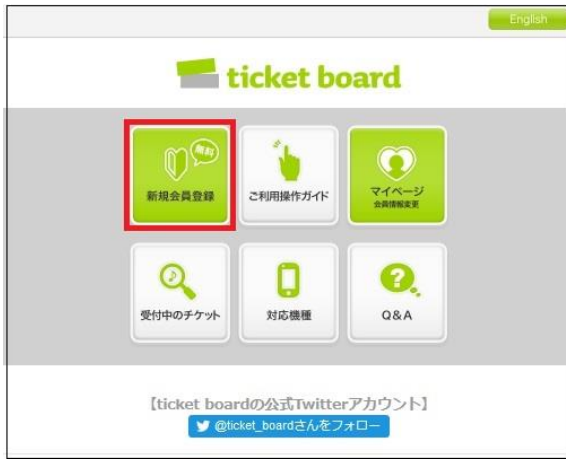 English
ticket board
無料
新規会員登録
ご利用操作ガイド
マイページ
会員情報変更
受付中のチケット
対応機種
Q&A
【ticket boardの公式Twitterアカウント】
@ticket_boardさんをフォロー